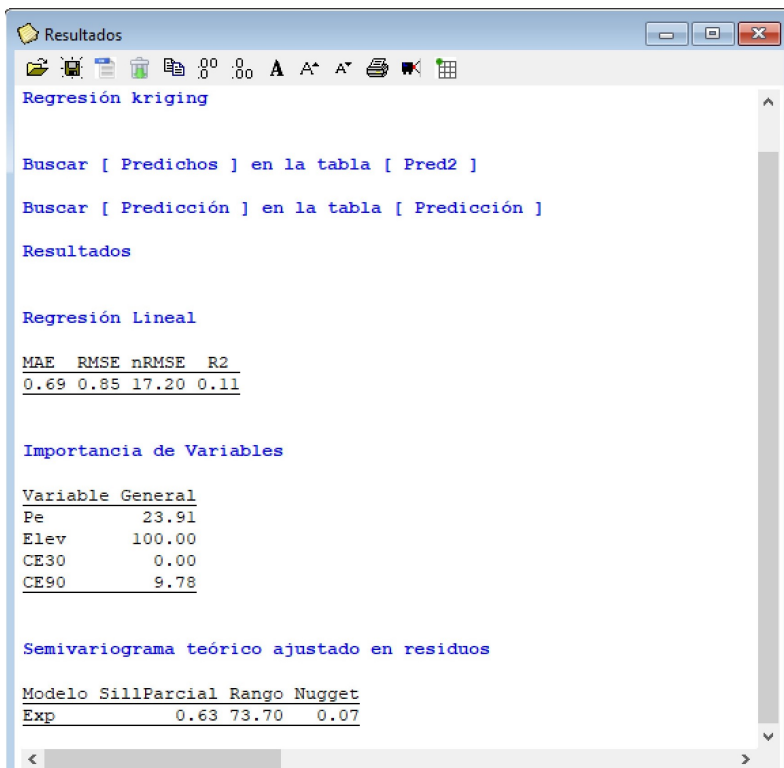 Resultados
A A A
Regresión kriging
Buscar [ Predichos ] en la tabla [ Pred2 ]
Buscar [ Predicción ] en la tabla [ Predicción ]
Resultados
Regresión Lineal
MAE RMSE nRMSE R2
0.69 0.85 17.20 0.11
Importancia de Variables
Variable General
Pe 23.91
Elev 100.00
CE30 0.00
CE90 9.78
Semivariograma teórico ajustado en residuos
Modelo SillParcial Rango Nugget
Exp 0.63 73.70 0.07